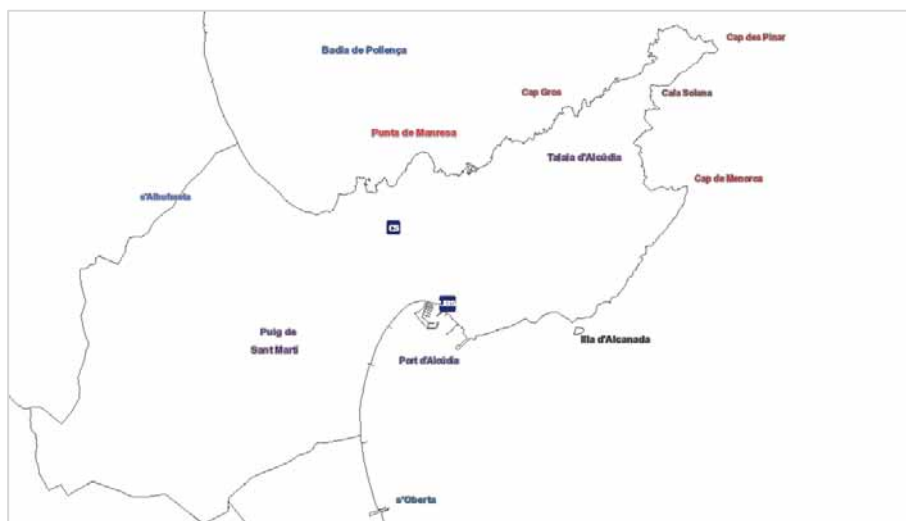 Cap des Pinar
Badia de Pollença
Cap Gros
Cala Solana
Punta de Manresa
Talaia d'Alcúdia
Cap de Menorca
s'Albufereta
CS
Puig de
Sant Martí
Illa d'Alcanada
Port d'Alcúdia
s'Oberta